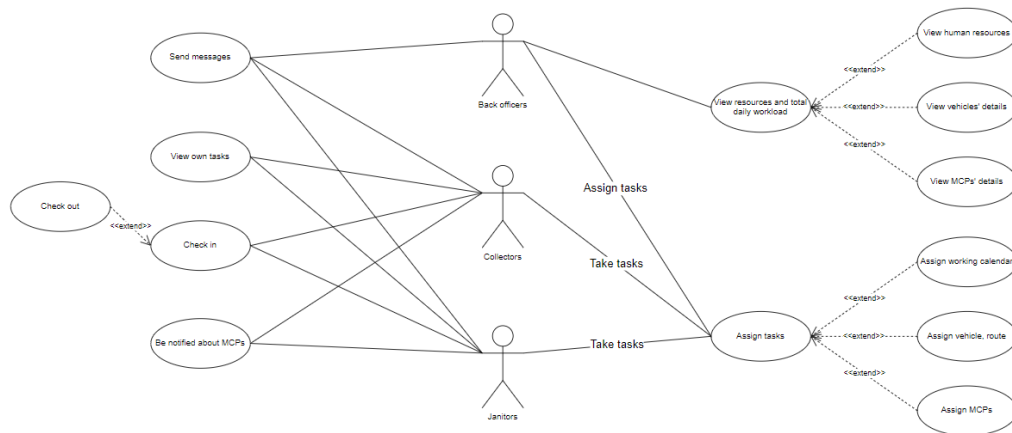 View human resources
Send messages
<<extend>>
Back officers
View resources and total
daily workload
<<extend>>
View vehicles' details
<<extend>>
View own tasks
View MCPs' details
Assign tasks
Check out
<<extend>>
Check in
Collectors
Take tasks
Assign working calendar
<<extend>>
Be notified about MCPs
Take tasks
Assign tasks
<<extend>>
Assign vehicle, route
<<extend>>
Janitors
Assign MCPs